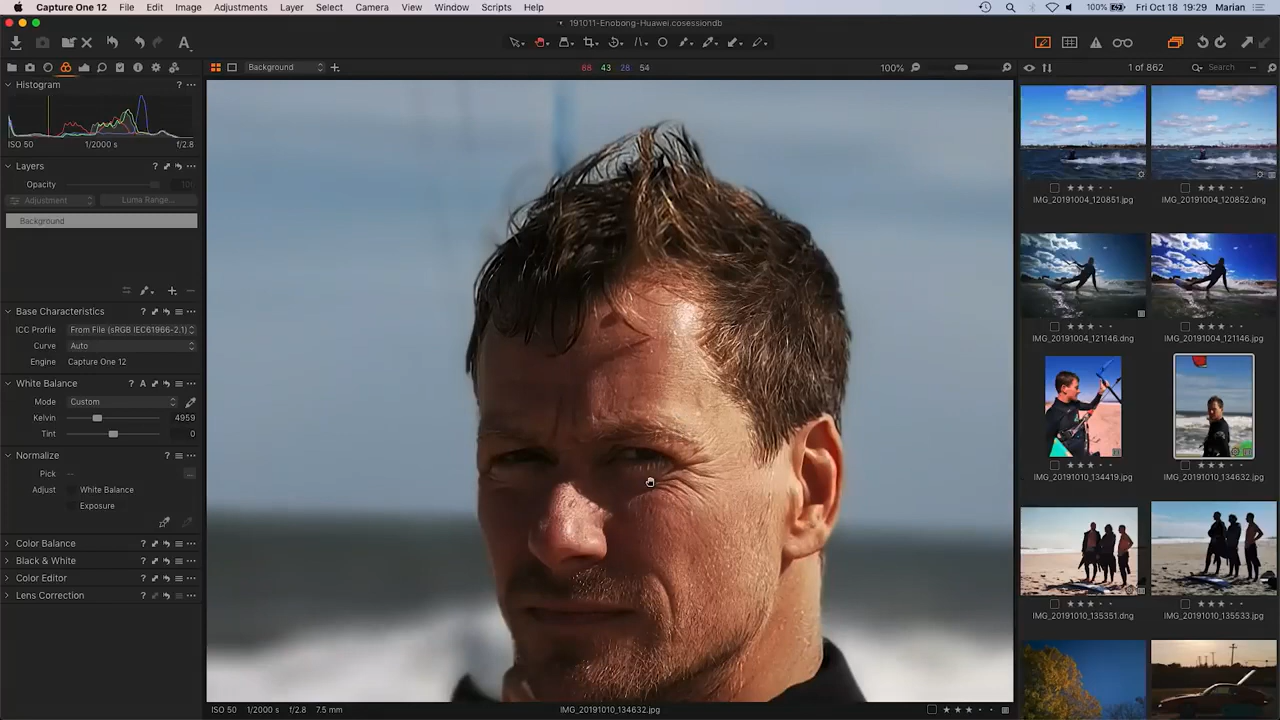 Capture One 12 File Edit Image Adjustments Layer Select Camera View Window Scripts Help 100% Fri Oct 18 19:29 Marian
191011-Enobong-Huawei.cosessiondb
Background 68 43 28 54 100% 1 of 862 Search
Histogram
ISO 50 1/2000 s f/2.8
Layers
Opacity 100
Adjustment Luma Range...
Background
Base Characteristics
ICC Profile From File (sRGB IEC61966-2.1)
Curve Auto
Engine Capture One 12
White Balance
Mode Custom
Kelvin 4959
Tint 0
Normalize
Pick
Adjust White Balance
Exposure
Color Balance
Black & White
Color Editor
Lens Correction
ISO 50 1/2000 s f/2.8 7.5 mm IMG_20191010_134632.jpg
IMG_20191004_120851.jpg IMG_20191004_120852.dng
IMG_20191004_121146.dng IMG_20191004_121146.jpg
IMG_20191010_134419.jpg IMG_20191010_134632.jpg
IMG_20191010_135351.dng IMG_20191010_135533.jpg